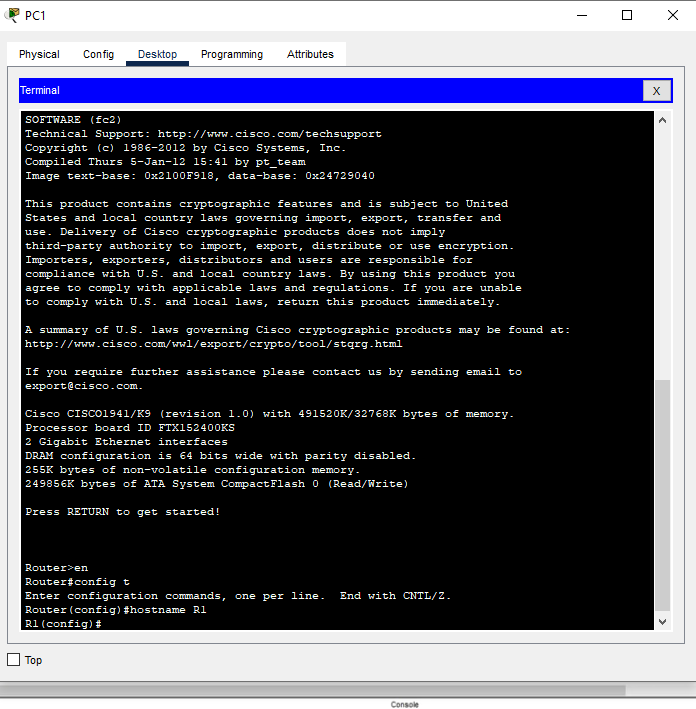 PC1
Physical Config Desktop Programming Attributes
Terminal
X
SOFTWARE (fc2)
Technical Support: http://www.cisco.com/techsupport
Copyright (c) 1986-2012 by Cisco Systems, Inc.
Compiled Thurs 5-Jan-12 15:41 by pt_team
Image text-base: 0x2100F918, data-base: 0x24729040
This product contains cryptographic features and is subject to United
States and local country laws governing import, export, transfer and
use. Delivery of Cisco cryptographic products does not imply
third-party authority to import, export, distribute or use encryption.
Importers, exporters, distributors and users are responsible for
compliance with U.S. and local country laws. By using this product you
agree to comply with applicable laws and regulations. If you are unable
to comply with U.S. and local laws, return this product immediately.
A summary of U.S. laws governing Cisco cryptographic products may be found at:
http://www.cisco.com/wwl/export/crypto/tool/stqrg.html
If you require further assistance please contact us by sending email to
export@cisco.com.
Cisco CISCO1941/K9 (revision 1.0) with 491520K/32768K bytes of memory.
Processor board ID FTX152400KS
2 Gigabit Ethernet interfaces
DRAM configuration is 64 bits wide with parity disabled.
255K bytes of non-volatile configuration memory.
249856K bytes of ATA System CompactFlash 0 (Read/Write)
Press RETURN to get started!
Router>en
Router#config t
Enter configuration commands, one per line. End with CNTL/Z.
Router(config)#hostname R1
R1(config)#
Top
Console